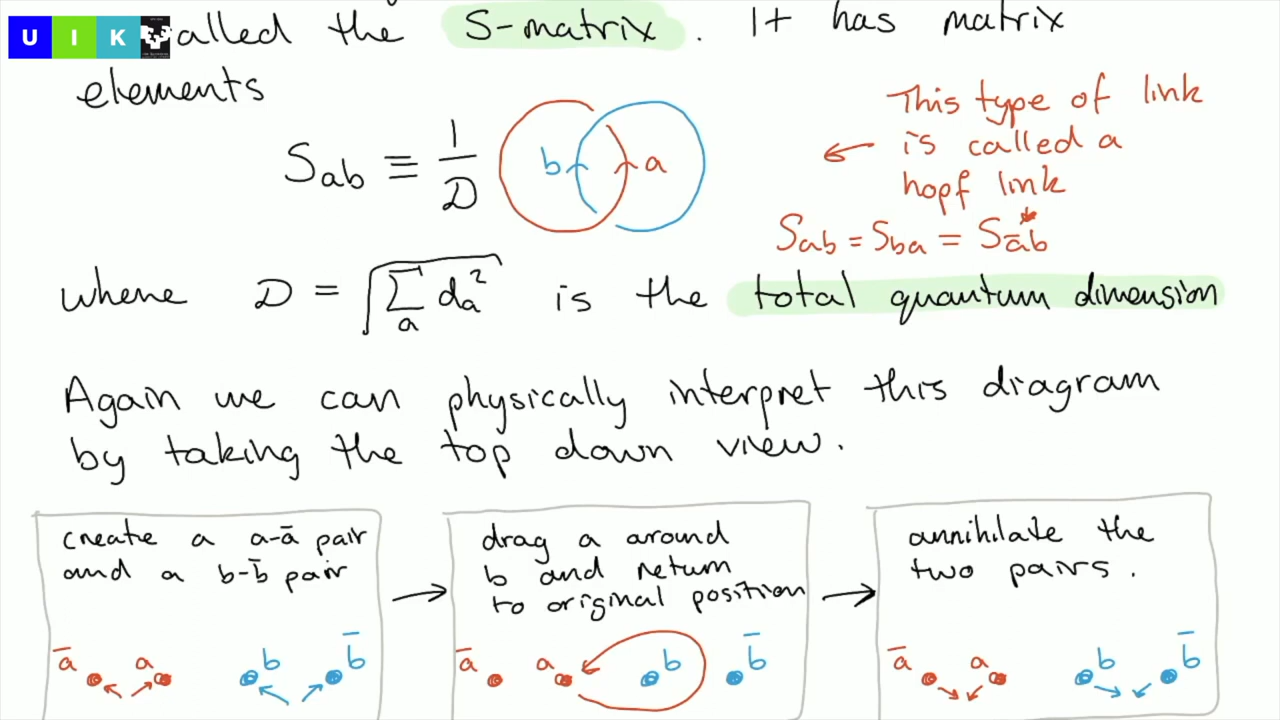 UIK
called the S-matrix. It has matrix
elements
S_ab ≡ 1/D b a
This type of link
← is called a
hopf link
S_ab = S_ba = S*_āb
where D = √(∑_a d_a²) is the total quantum dimension
Again we can physically interpret this diagram
by taking the top down view.
create a a-ā pair
and a b-b̄ pair
ā a b b̄
→
drag a around
b and return
to original position
ā a b b̄
→
annihilate the
two pairs.
ā a b b̄